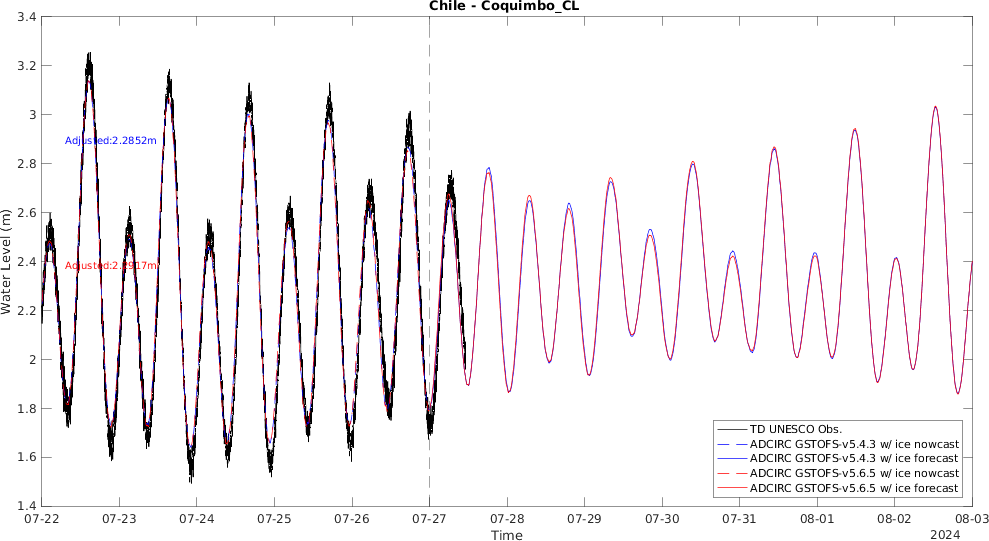 Chile - Coquimbo_CL
3.4
3.2
3
2.8
2.6
2.4
2.2
2
1.8
1.6
1.4
Water Level (m)
Adjusted:2.2852m
TD UNESCO Obs.
ADCIRC GSTOFS-v5.4.3 w/ ice nowcast
ADCIRC GSTOFS-v5.4.3 w/ ice forecast
ADCIRC GSTOFS-v5.6.5 w/ ice nowcast
ADCIRC GSTOFS-v5.6.5 w/ ice forecast
07-22
07-23
07-24
07-25
07-26
07-27
07-28
07-29
07-30
07-31
08-01
08-02
08-03
Time
2024